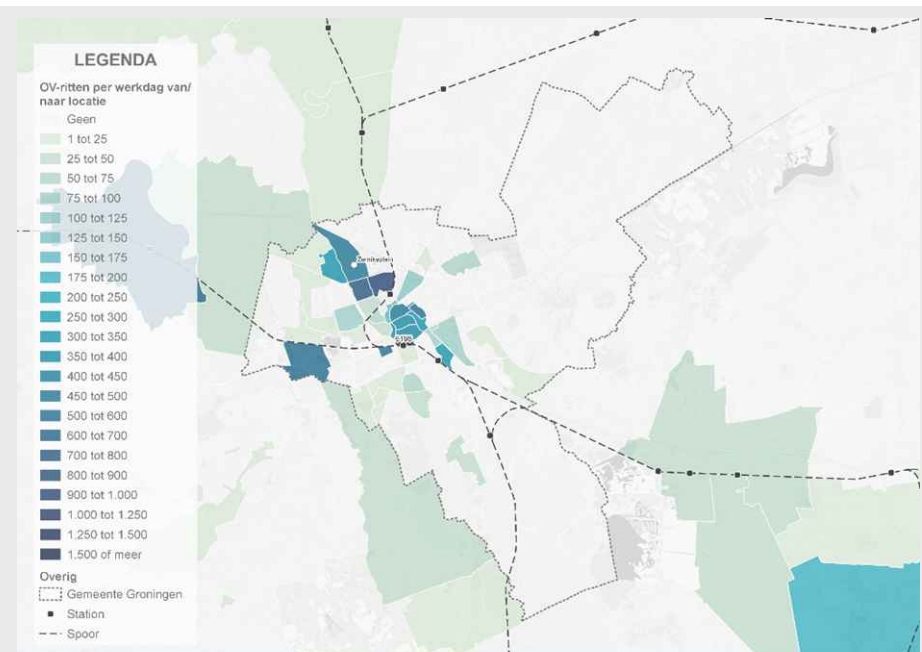 LEGENDA
OV-ritten per werkdag van/
naar locatie
Geen
1 tot 25
25 tot 50
50 tot 75
75 tot 100
100 tot 125
125 tot 150
150 tot 175
175 tot 200
200 tot 250
250 tot 300
300 tot 350
350 tot 400
400 tot 450
450 tot 500
500 tot 600
600 tot 700
700 tot 800
800 tot 900
900 tot 1.000
1.000 tot 1.250
1.250 tot 1.500
1.500 of meer
Overig
Gemeente Groningen
Station
Spoor